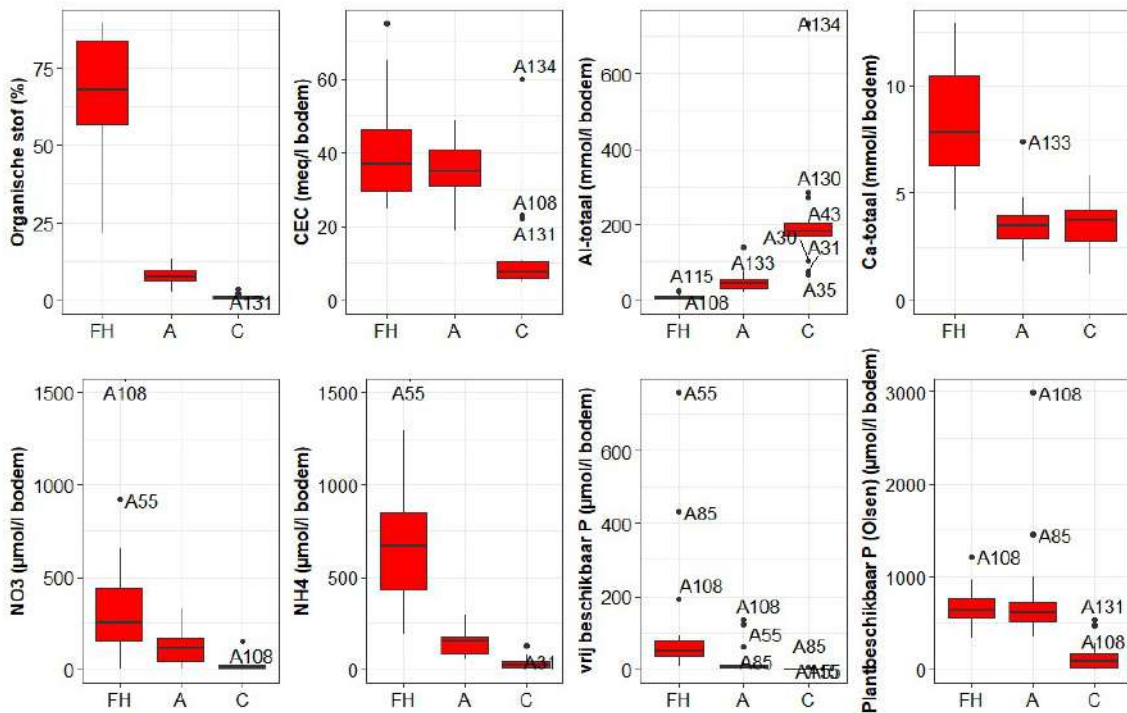 Organische stof (%)
75
50
25
0
A131
FH A C
CEC (meq/l bodem)
60
40
20
0
A134
A108
A131
FH A C
Al-totaal (mmol/l bodem)
600
400
200
0
A134
A130
A43
A30
A31
A133
A115
A35
A108
FH A C
Ca-totaal (mmol/l bodem)
10
5
0
A133
FH A C
NO3 (µmol/l bodem)
1500
1000
500
0
A108
A55
A108
FH A C
NH4 (µmol/l bodem)
1500
1000
500
0
A55
A31
FH A C
vrij beschikbaar P (µmol/l bodem)
600
400
200
0
A55
A85
A108
A108
A55
A85
A85
FH A C
Plantbeschikbaar P (Olsen) (µmol/l bodem)
3000
2000
1000
0
A108
A85
A108
A131
A108
FH A C